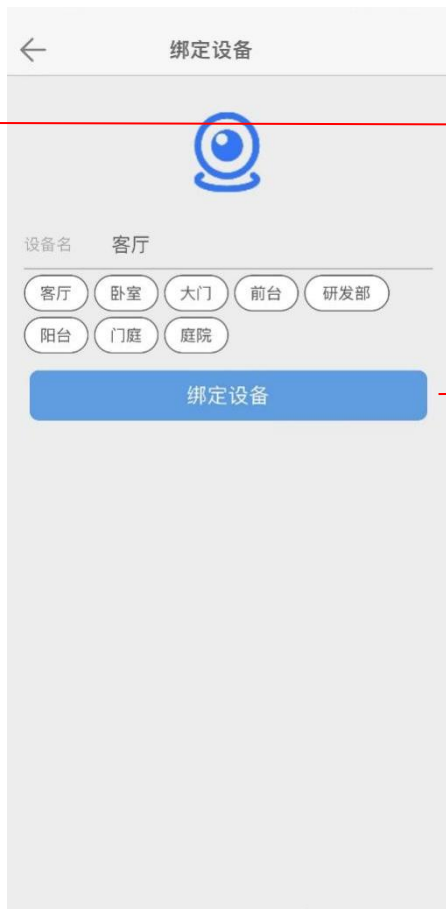 绑定设备
设备名 客厅
客厅 卧室 大门 前台 研发部
阳台 门庭 庭院
绑定设备